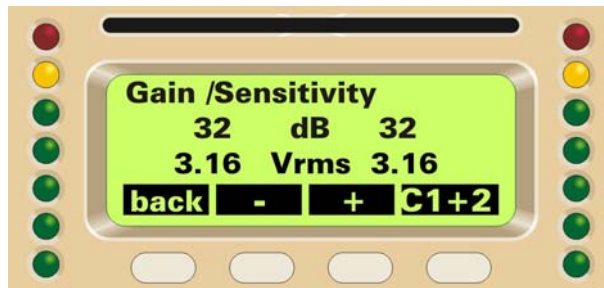 Gain /Sensitivity
32 dB 32
3.16 Vrms 3.16
back - + C1+2